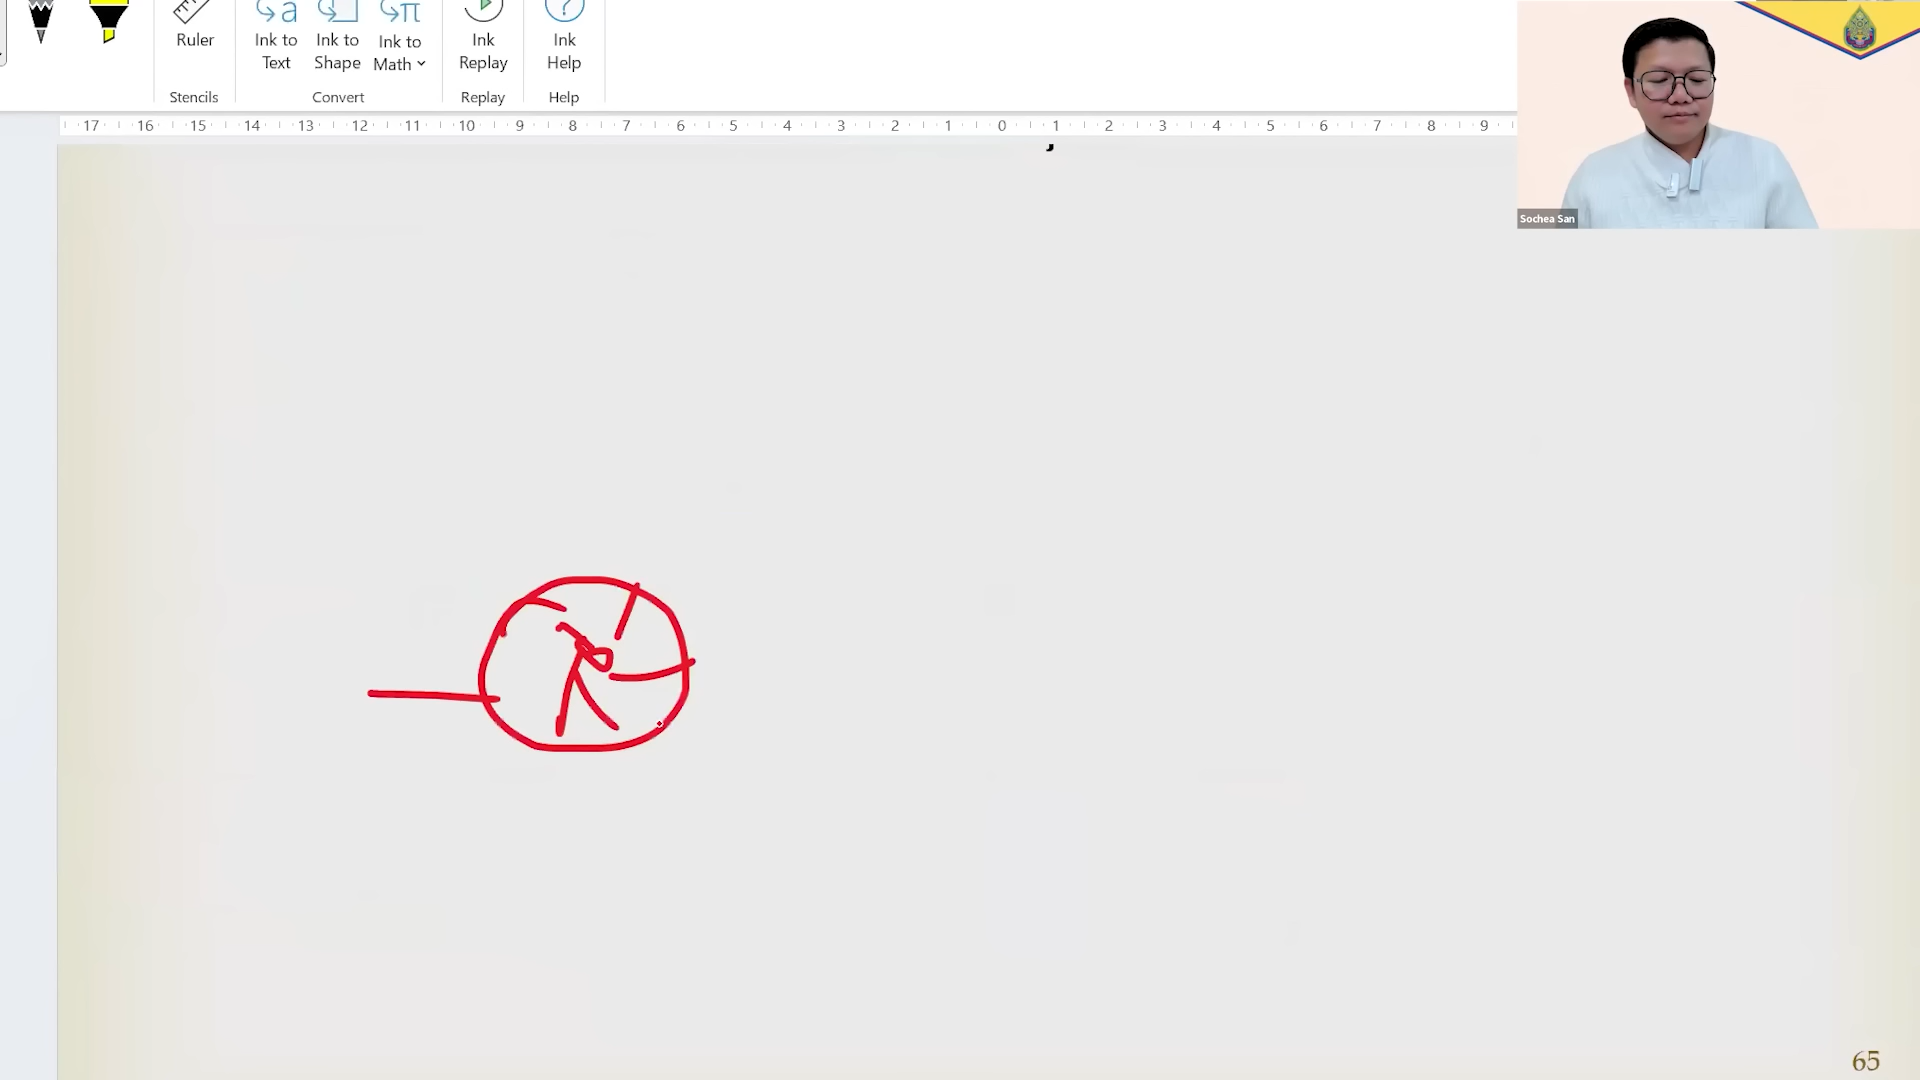 Ruler
Ink to Text
Ink to Shape
Ink to Math
Ink Replay
Ink Help
Stencils
Convert
Replay
Help
17 16 15 14 13 12 11 10 9 8 7 6 5 4 3 2 1 0 1 2 3 4 5 6 7 8 9
Sochea San
65